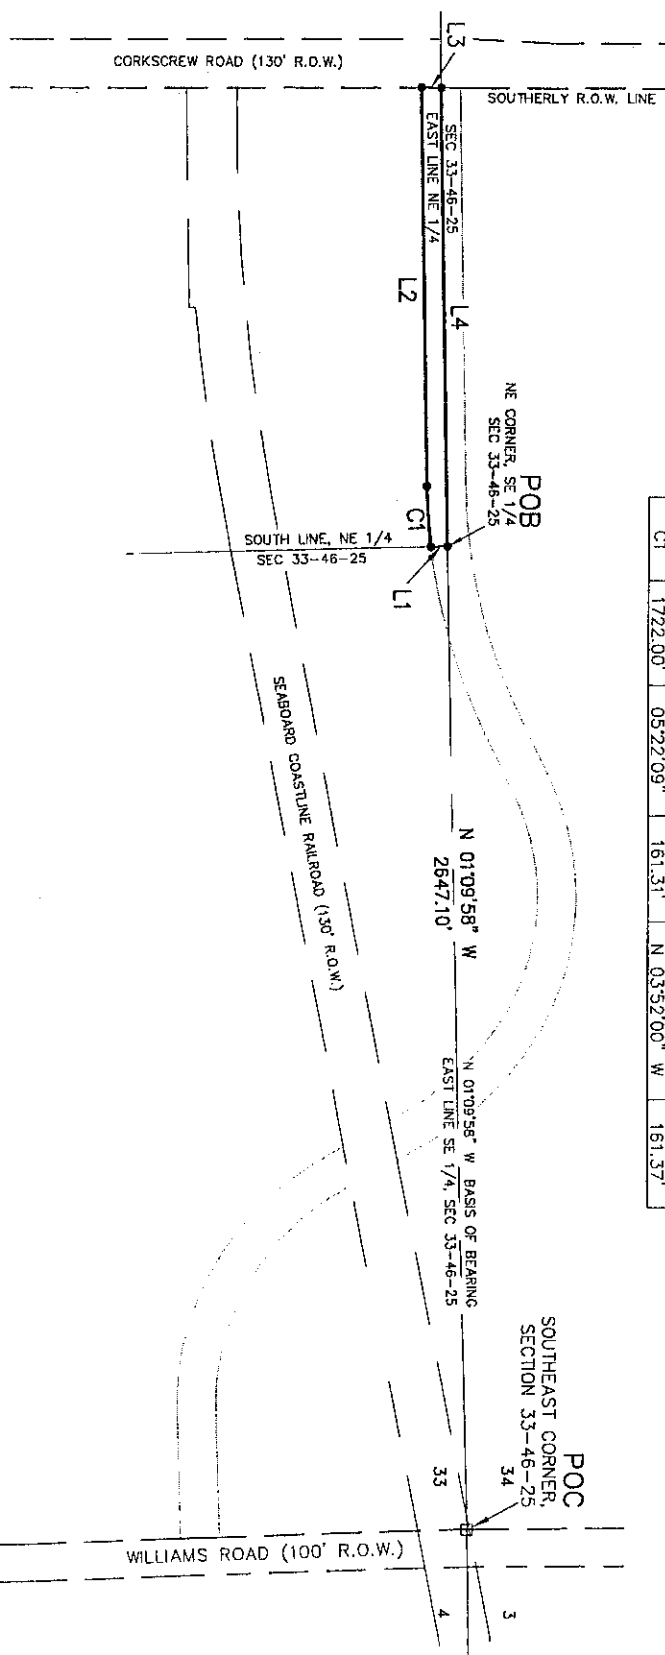 CORKSCREW ROAD (130' R.O.W.)
SOUTHERLY R.O.W. LINE
L3
SEC 33-46-25
EAST LINE NE 1/4
L2
L4
POB
NE CORNER, SE 1/4
SEC 33-46-25
C1
L1
SOUTH LINE, NE 1/4
SEC 33-46-25
C1 1722.00' 05°22'09" 161.31' N 03°52'00" W 161.37'
SEABOARD COASTLINE RAILROAD (130' R.O.W.)
N 01°09'58" W
2647.10'
N 01°09'58" W BASIS OF BEARING
EAST LINE SE 1/4, SEC 33-46-25
POC
SOUTHEAST CORNER,
SECTION 33-46-25
34
33
3
4
WILLIAMS ROAD (100' R.O.W.)